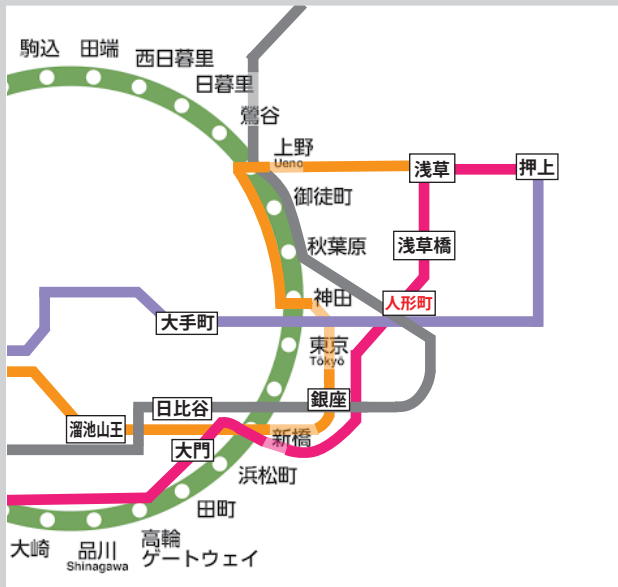 駒込
田端
西日暮里
日暮里
鶯谷
上野
Ueno
浅草
押上
御徒町
浅草橋
秋葉原
神田
人形町
大手町
東京
Tōkyō
日比谷
銀座
溜池山王
新橋
大門
浜松町
田町
高輪
ゲートウェイ
品川
Shinagawa
大崎